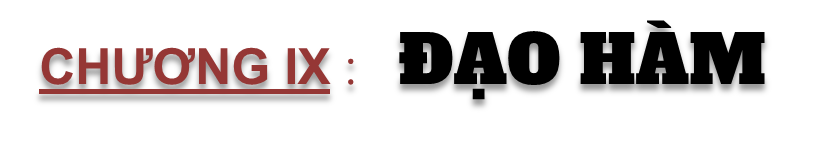 CHƯƠNG IX : ĐẠO HÀM